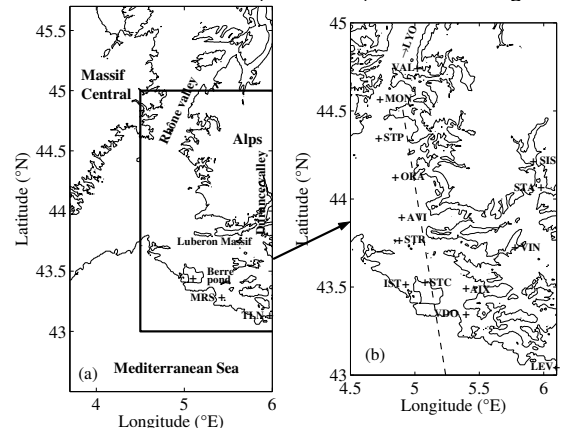 45.5
45
44.5
44
43.5
43
4
5
6
Latitude (°N)
Longitude (°E)
Massif
Central
Rhône valley
Alps
Durance valley
Luberon Massif
Berre
pond
MRS
TLN
Mediterranean Sea
(a)
45
44.5
44
43.5
43
4.5
5
5.5
6
Latitude (°N)
Longitude (°E)
LYO
VAL
MON
STP
SIS
ORA
STA
AVI
STR
VIN
IST
STC
AIX
VDO
LEV
(b)